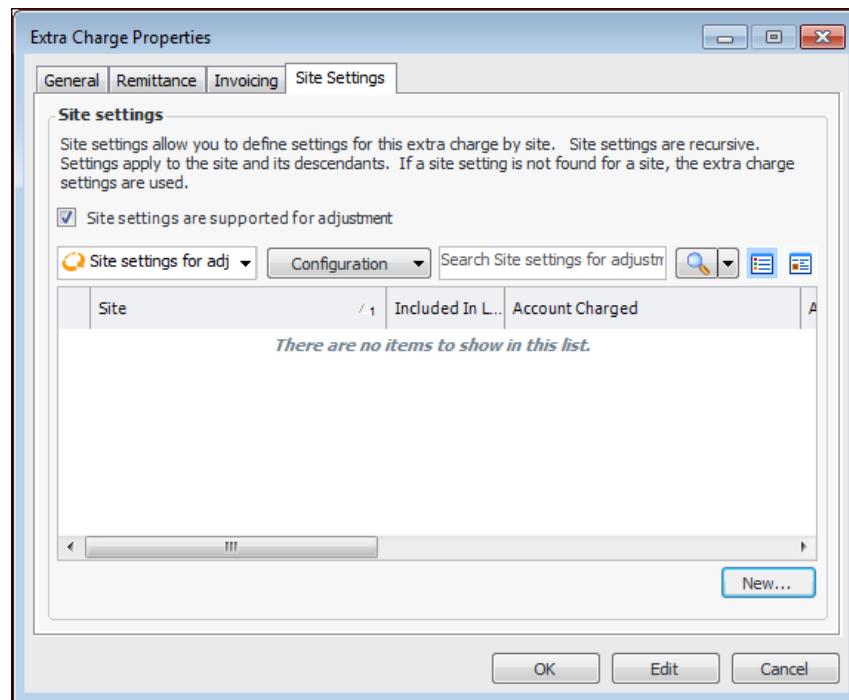 Extra Charge Properties
General Remittance Invoicing Site Settings
Site settings
Site settings allow you to define settings for this extra charge by site. Site settings are recursive.
Settings apply to the site and its descendants. If a site setting is not found for a site, the extra charge
settings are used.
Site settings are supported for adjustment
Site settings for adj Configuration Search Site settings for adjustm
Site 1 Included In L... Account Charged A
There are no items to show in this list.
New...
OK Edit Cancel